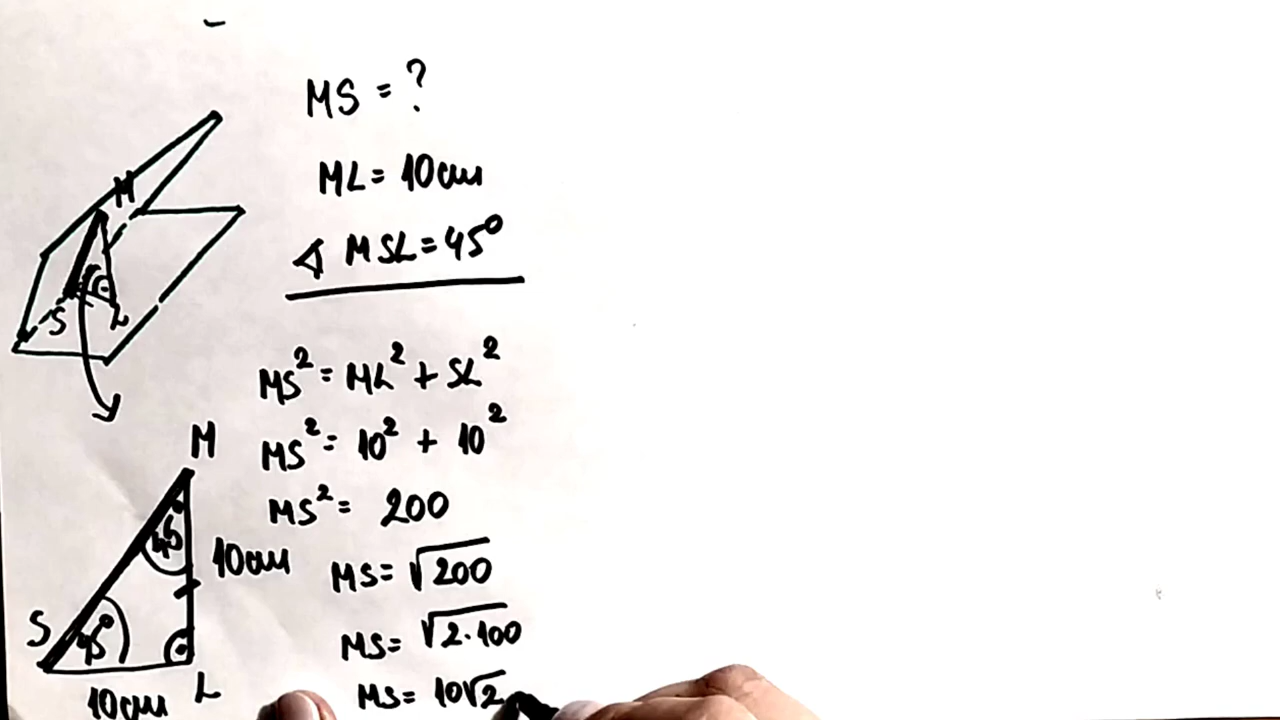 MS = ?
ML = 10cm
∢ MSL = 45°
MS² = ML² + SL²
MS² = 10² + 10²
MS² = 200
MS = √200
MS = √2·100
MS = 10√2
M
S
L
M
45°
10cm
S
45°
10cm
L